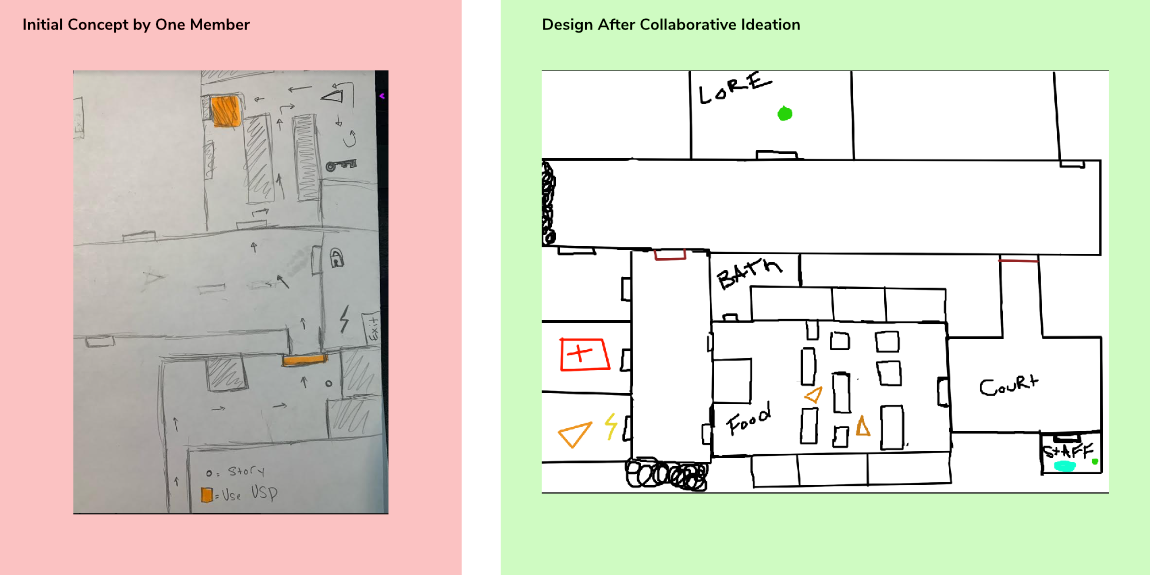 Initial Concept by One Member
Exit
o = Story
= Use USP
Design After Collaborative Ideation
LORE
BATH
Food
Court
STAFF